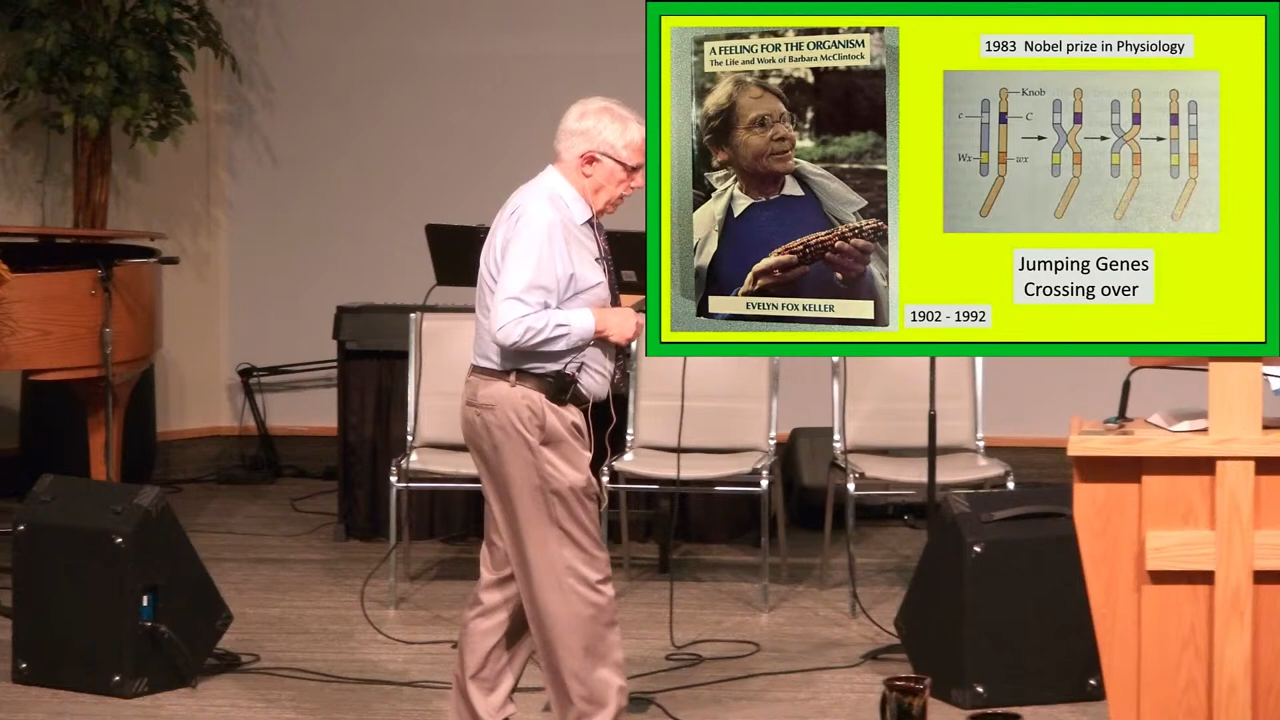 A FEELING FOR THE ORGANISM
The Life and Work of Barbara McClintock
EVELYN FOX KELLER
1902 - 1992
1983 Nobel prize in Physiology
Knob
c
C
Wx
wx
Jumping Genes
Crossing over